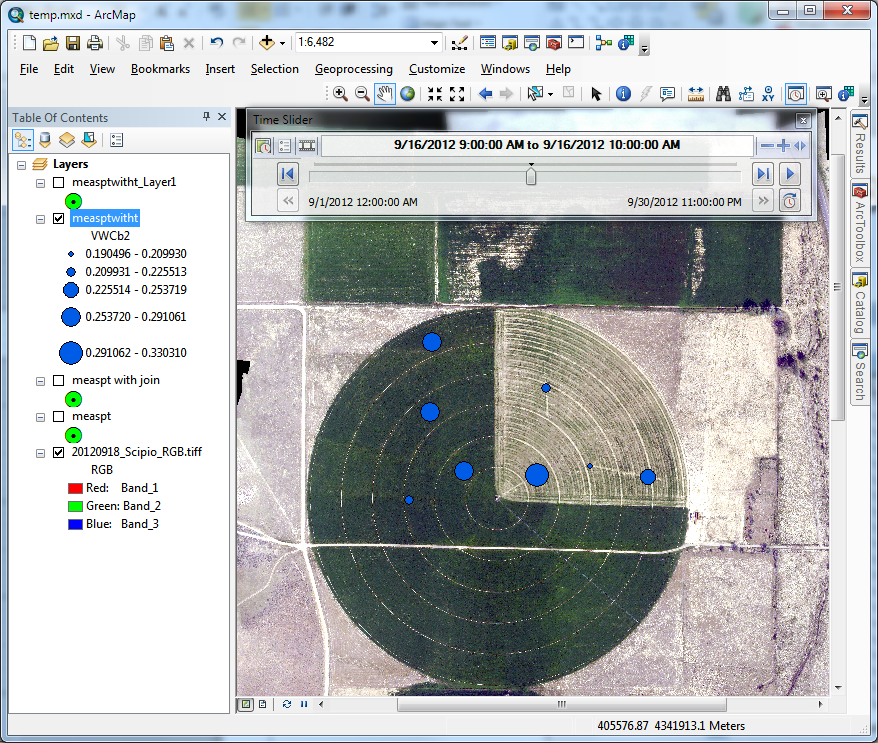 temp.mxd - ArcMap
1:6,482
File Edit View Bookmarks Insert Selection Geoprocessing Customize Windows Help
XY
Table Of Contents
Layers
measptwitht_Layer1
measptwitht
VWCb2
0.190496 - 0.209930
0.209931 - 0.225513
0.225514 - 0.253719
0.253720 - 0.291061
0.291062 - 0.330310
measpt with join
measpt
20120918_Scipio_RGB.tiff
RGB
Red: Band_1
Green: Band_2
Blue: Band_3
Time Slider
9/16/2012 9:00:00 AM to 9/16/2012 10:00:00 AM
9/1/2012 12:00:00 AM 9/30/2012 11:00:00 PM
Results
ArcToolbox
Catalog
Search
405576.87 4341913.1 Meters